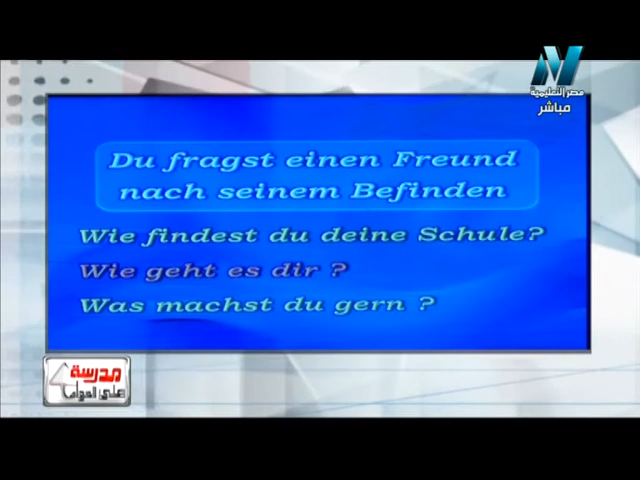 مصر التعليمية
مباشر
Du fragst einen Freund
nach seinem Befinden
Wie findest du deine Schule?
Wie geht es dir ?
Was machst du gern ?
مدرسة
على الهواء